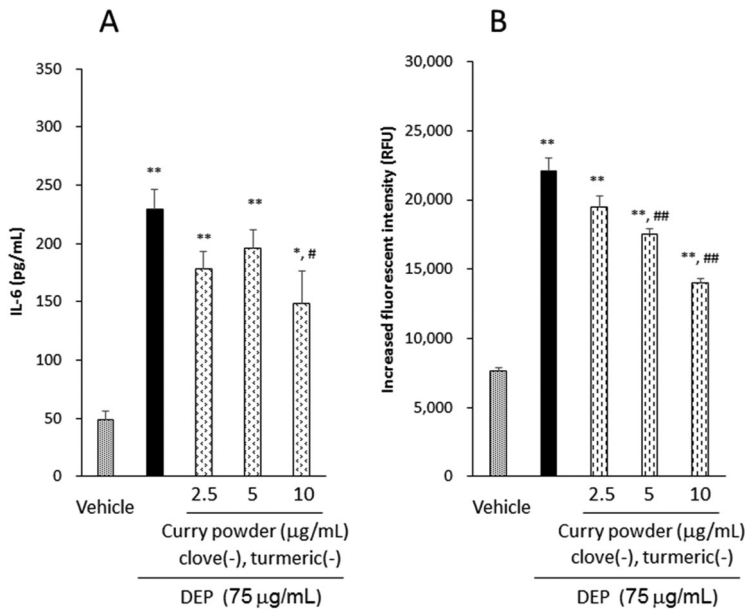 A
IL-6 (pg/mL)
350
300
250
200
150
100
50
0
**
**
**
*, #
Vehicle
2.5 5 10
Curry powder (μg/mL)
clove(-), turmeric(-)
DEP (75 μg/mL)
B
Increased fluorescent intensity (RFU)
30,000
25,000
20,000
15,000
10,000
5,000
0
**
**
**, ##
**, ##
Vehicle
2.5 5 10
Curry powder (μg/mL)
clove(-), turmeric(-)
DEP (75 μg/mL)